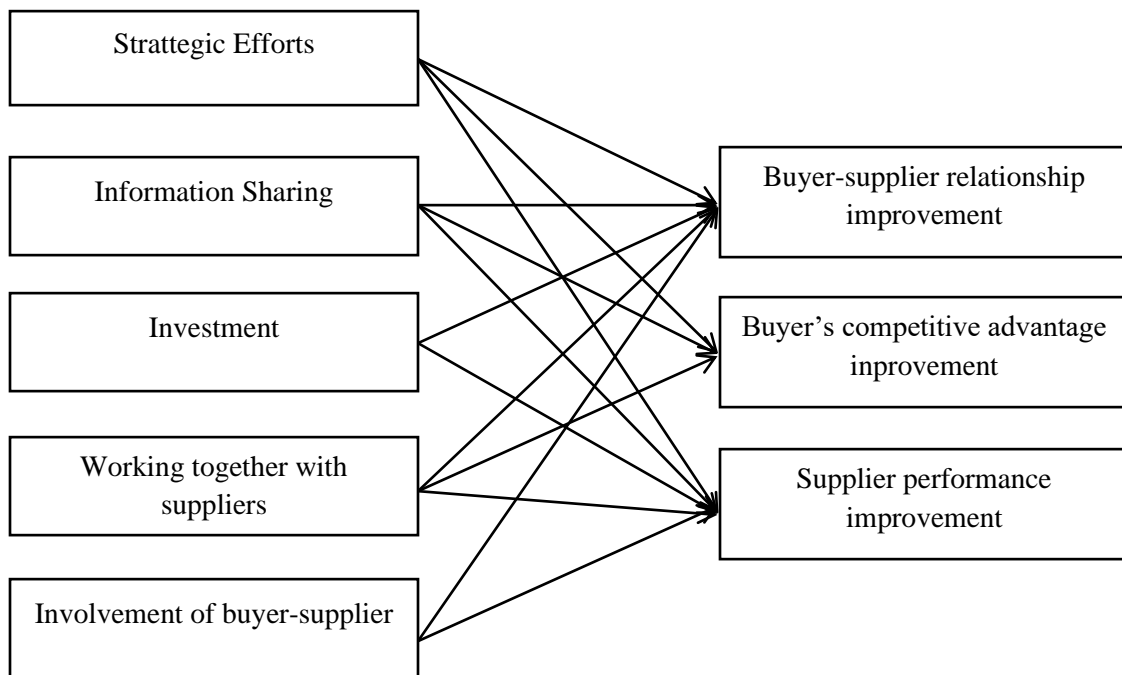 Strattegic Efforts
Information Sharing
Investment
Working together with
suppliers
Involvement of buyer-supplier
Buyer-supplier relationship
improvement
Buyer’s competitive advantage
inprovement
Supplier performance
improvement